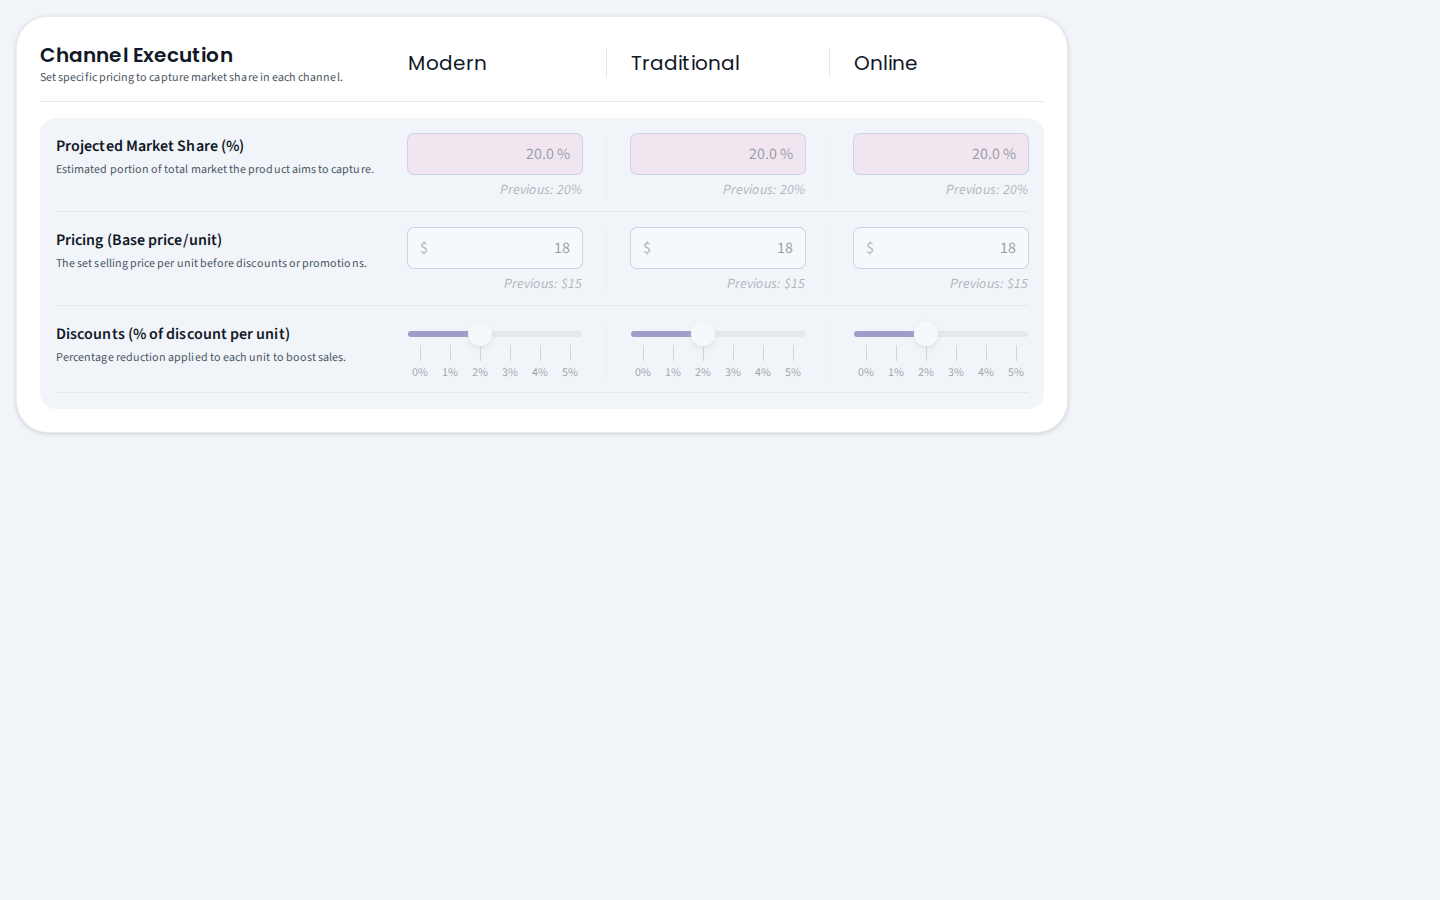 Channel Execution
Set specific pricing to capture market share in each channel.
Modern
Traditional
Online
Projected Market Share (%)
Estimated portion of total market the product aims to capture.
20.0 %
Previous: 20%
20.0 %
Previous: 20%
20.0 %
Previous: 20%
Pricing (Base price/unit)
The set selling price per unit before discounts or promotions.
$ 18
Previous: $15
$ 18
Previous: $15
$ 18
Previous: $15
Discounts (% of discount per unit)
Percentage reduction applied to each unit to boost sales.
0% 1% 2% 3% 4% 5%
0% 1% 2% 3% 4% 5%
0% 1% 2% 3% 4% 5%